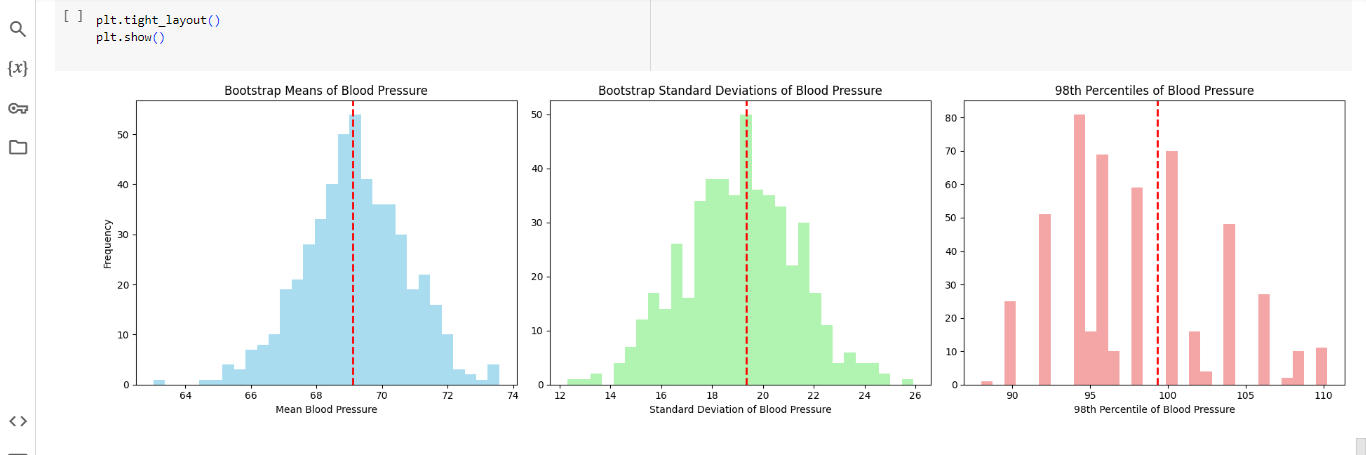 [ ]
plt.tight_layout()
plt.show()
{x}
<>
Bootstrap Means of Blood Pressure
Frequency
50
40
30
20
10
0
64 66 68 70 72 74
Mean Blood Pressure
Bootstrap Standard Deviations of Blood Pressure
50
40
30
20
10
0
12 14 16 18 20 22 24 26
Standard Deviation of Blood Pressure
98th Percentiles of Blood Pressure
80
70
60
50
40
30
20
10
0
90 95 100 105 110
98th Percentile of Blood Pressure